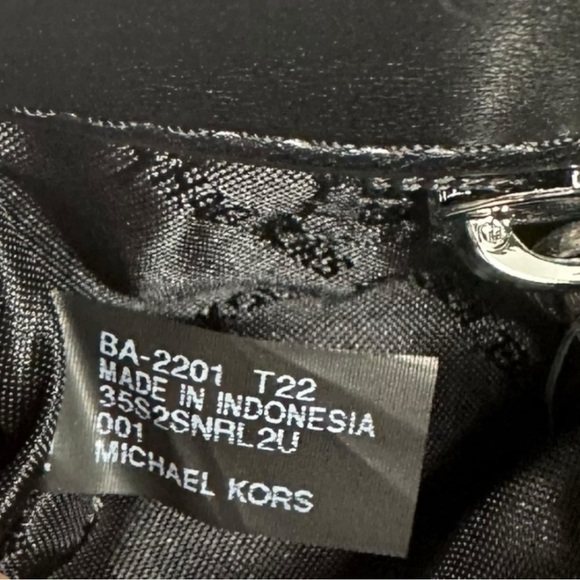 BA-2201 T22
MADE IN INDONESIA
35S2SNRL2U
001
MICHAEL KORS